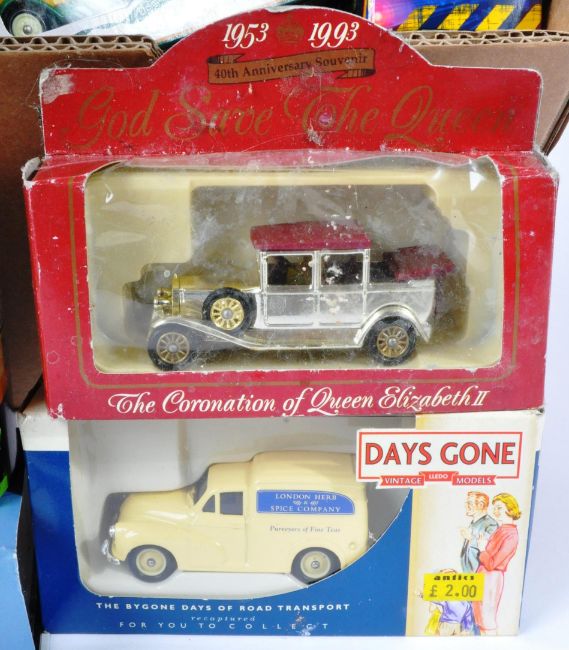 1953 1993
40th Anniversary Souvenir
God Save The Queen
The Coronation of Queen Elizabeth II
DAYS GONE
VINTAGE LLEDO MODELS
LONDON HERB
&
SPICE COMPANY
Purveyors of Fine Teas
antics
£ 2.00
THE BYGONE DAYS OF ROAD TRANSPORT
recaptured
FOR YOU TO COLLECT